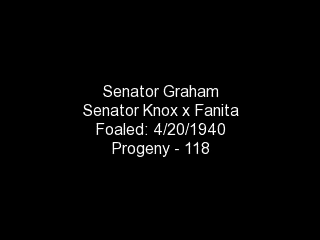 Senator Graham
Senator Knox x Fanita
Foaled: 4/20/1940
Progeny - 118